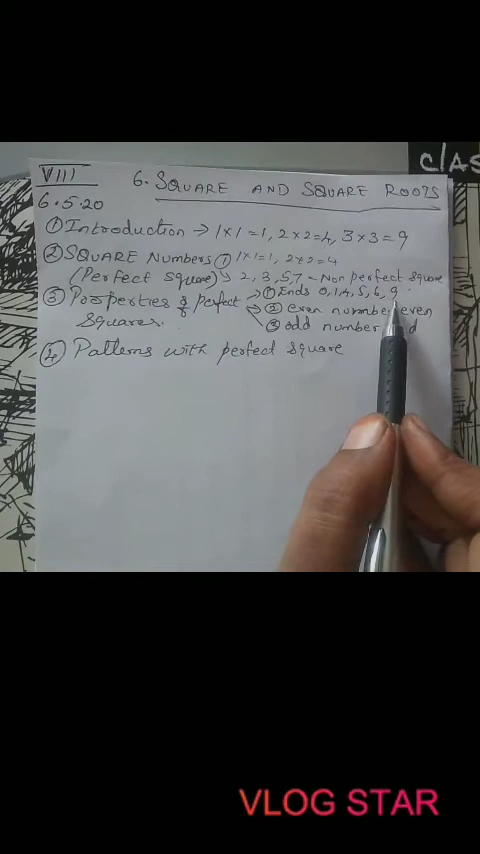 VIII
CLAS
6. SQUARE AND SQUARE ROOTS
6.5.20
① Introduction → 1×1=1, 2×2=4, 3×3=9
② SQUARE Numbers ① 1×1=1, 2×2=4
(Perfect Square) 2, 3, 5, 7 - Non perfect square
③ Properties of perfect → ① Ends 0,1,4,5,6,9.
Squares. → ② even number even
③ odd number d
④ Patterns with perfect square
VLOG STAR